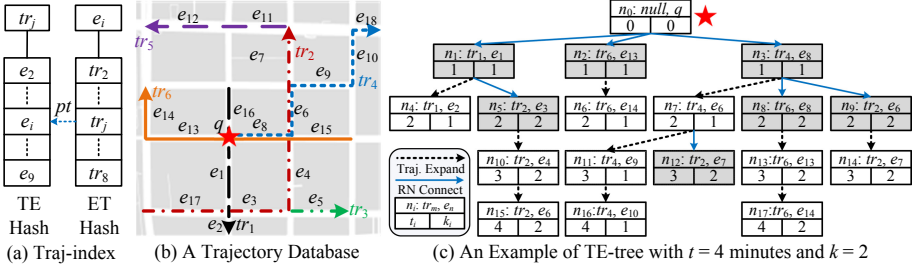 tr_j
e_i
e_2
e_i
e_9
pt
tr_2
tr_j
tr_8
TE
Hash
ET
Hash
(a) Traj-index
e_12
e_11
e_18
tr_5
e_7
tr_2
e_10
e_9
tr_4
tr_6
e_14
e_16
e_6
q
e_13
e_8
e_15
e_1
e_4
e_17
e_3
e_5
e_2
tr_1
tr_3
(b) A Trajectory Database
n_0: null, q
0 0
n_1: tr_1, e_1
1 1
n_2: tr_6, e_13
1 1
n_3: tr_4, e_8
1 1
n_4: tr_1, e_2
2 1
n_5: tr_2, e_3
2 2
n_6: tr_6, e_14
2 1
n_7: tr_4, e_6
2 1
n_8: tr_6, e_8
2 2
n_9: tr_2, e_6
2 2
n_10: tr_2, e_4
3 2
n_11: tr_4, e_9
3 1
n_12: tr_2, e_7
3 2
n_13: tr_6, e_13
3 2
n_14: tr_2, e_7
3 2
n_15: tr_2, e_6
4 2
n_16: tr_4, e_10
4 1
n_17: tr_6, e_14
4 2
Traj. Expand
RN Connect
n_i: tr_m, e_n
t_i k_i
(c) An Example of TE-tree with t = 4 minutes and k = 2